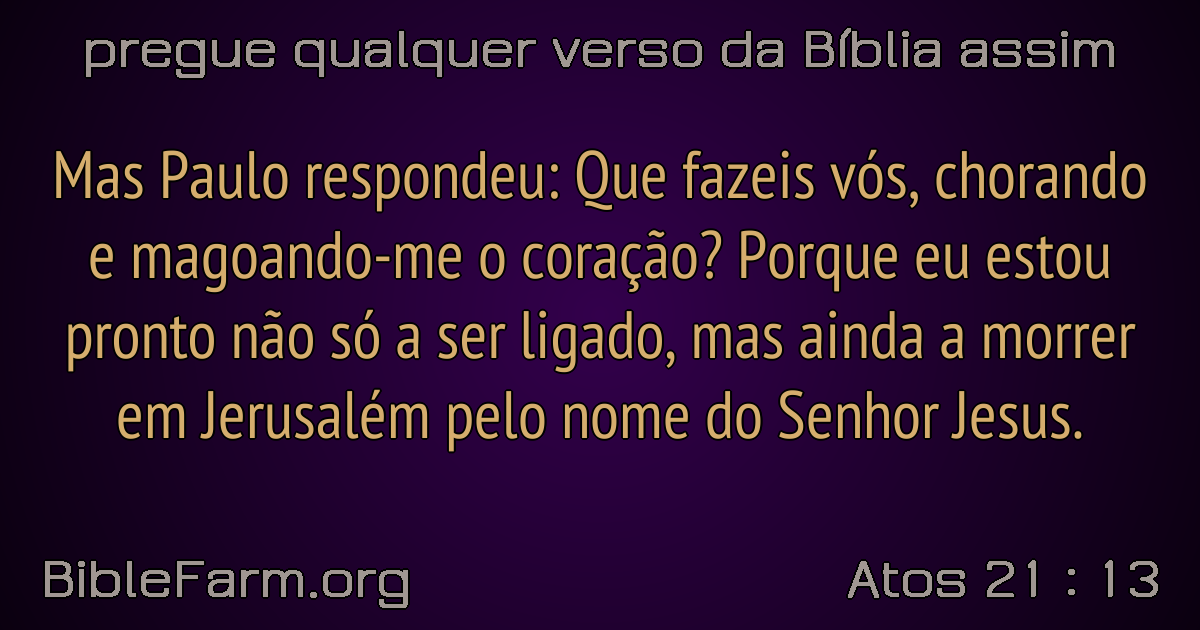 pregue qualquer verso da Bíblia assim
Mas Paulo respondeu: Que fazeis vós, chorando
e magoando-me o coração? Porque eu estou
pronto não só a ser ligado, mas ainda a morrer
em Jerusalém pelo nome do Senhor Jesus.
BibleFarm.org
Atos 21 : 13